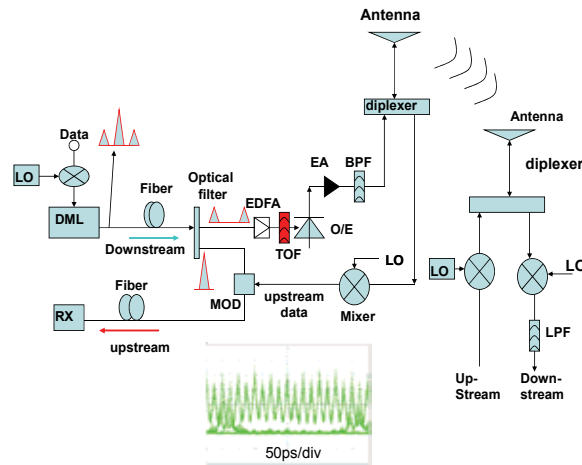 Antenna
diplexer
Antenna
Data
LO
EA
BPF
diplexer
Fiber
Optical
filter
EDFA
DML
O/E
Downstream
TOF
LO
LO
LO
Fiber
MOD
upstream
data
Mixer
RX
LPF
upstream
Up-
Stream
Down-
stream
50ps/div